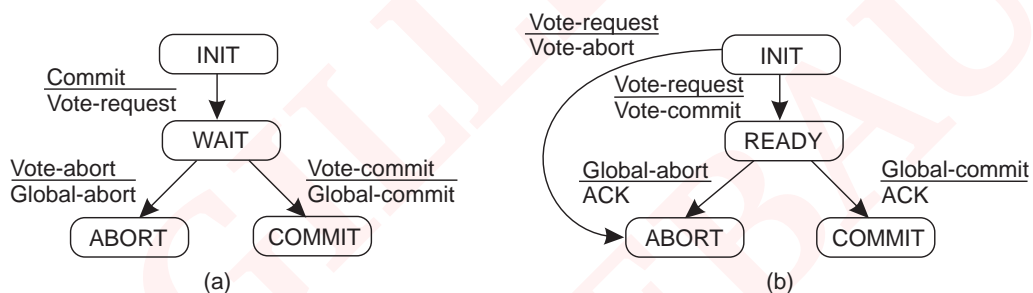 INIT
Commit
Vote-request
WAIT
Vote-abort
Global-abort
Vote-commit
Global-commit
ABORT
COMMIT
(a)
Vote-request
Vote-abort
INIT
Vote-request
Vote-commit
READY
Global-abort
ACK
Global-commit
ACK
ABORT
COMMIT
(b)